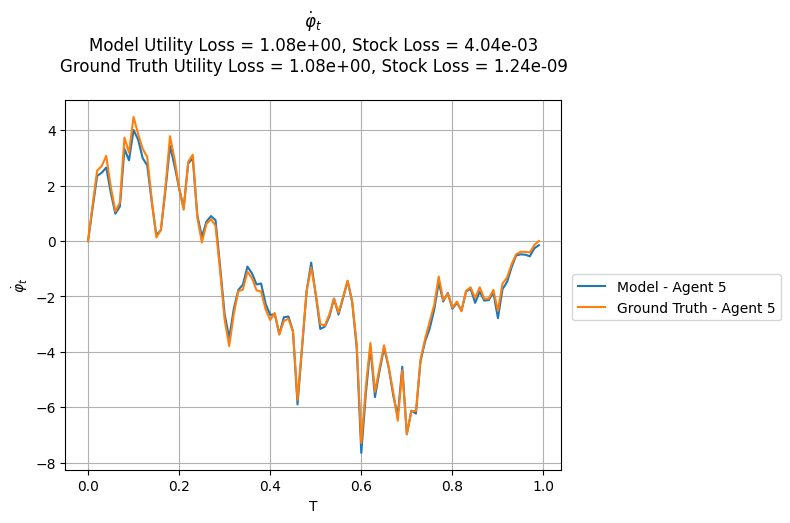 φ̇ₜ
Model Utility Loss = 1.08e+00, Stock Loss = 4.04e-03
Ground Truth Utility Loss = 1.08e+00, Stock Loss = 1.24e-09
4
2
0
−2
−4
−6
−8
φ̇ₜ
0.0 0.2 0.4 0.6 0.8 1.0
T
Model - Agent 5
Ground Truth - Agent 5